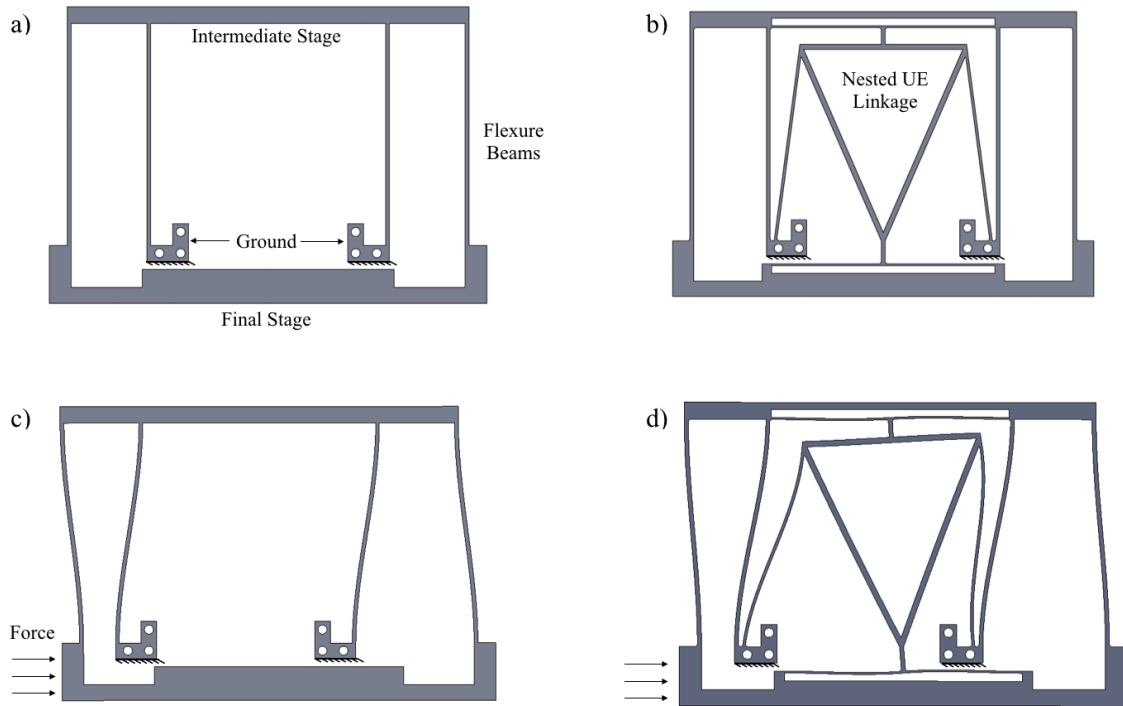 a)
Intermediate Stage
Flexure
Beams
Ground
Final Stage
b)
Nested UE
Linkage
c)
Force
d)